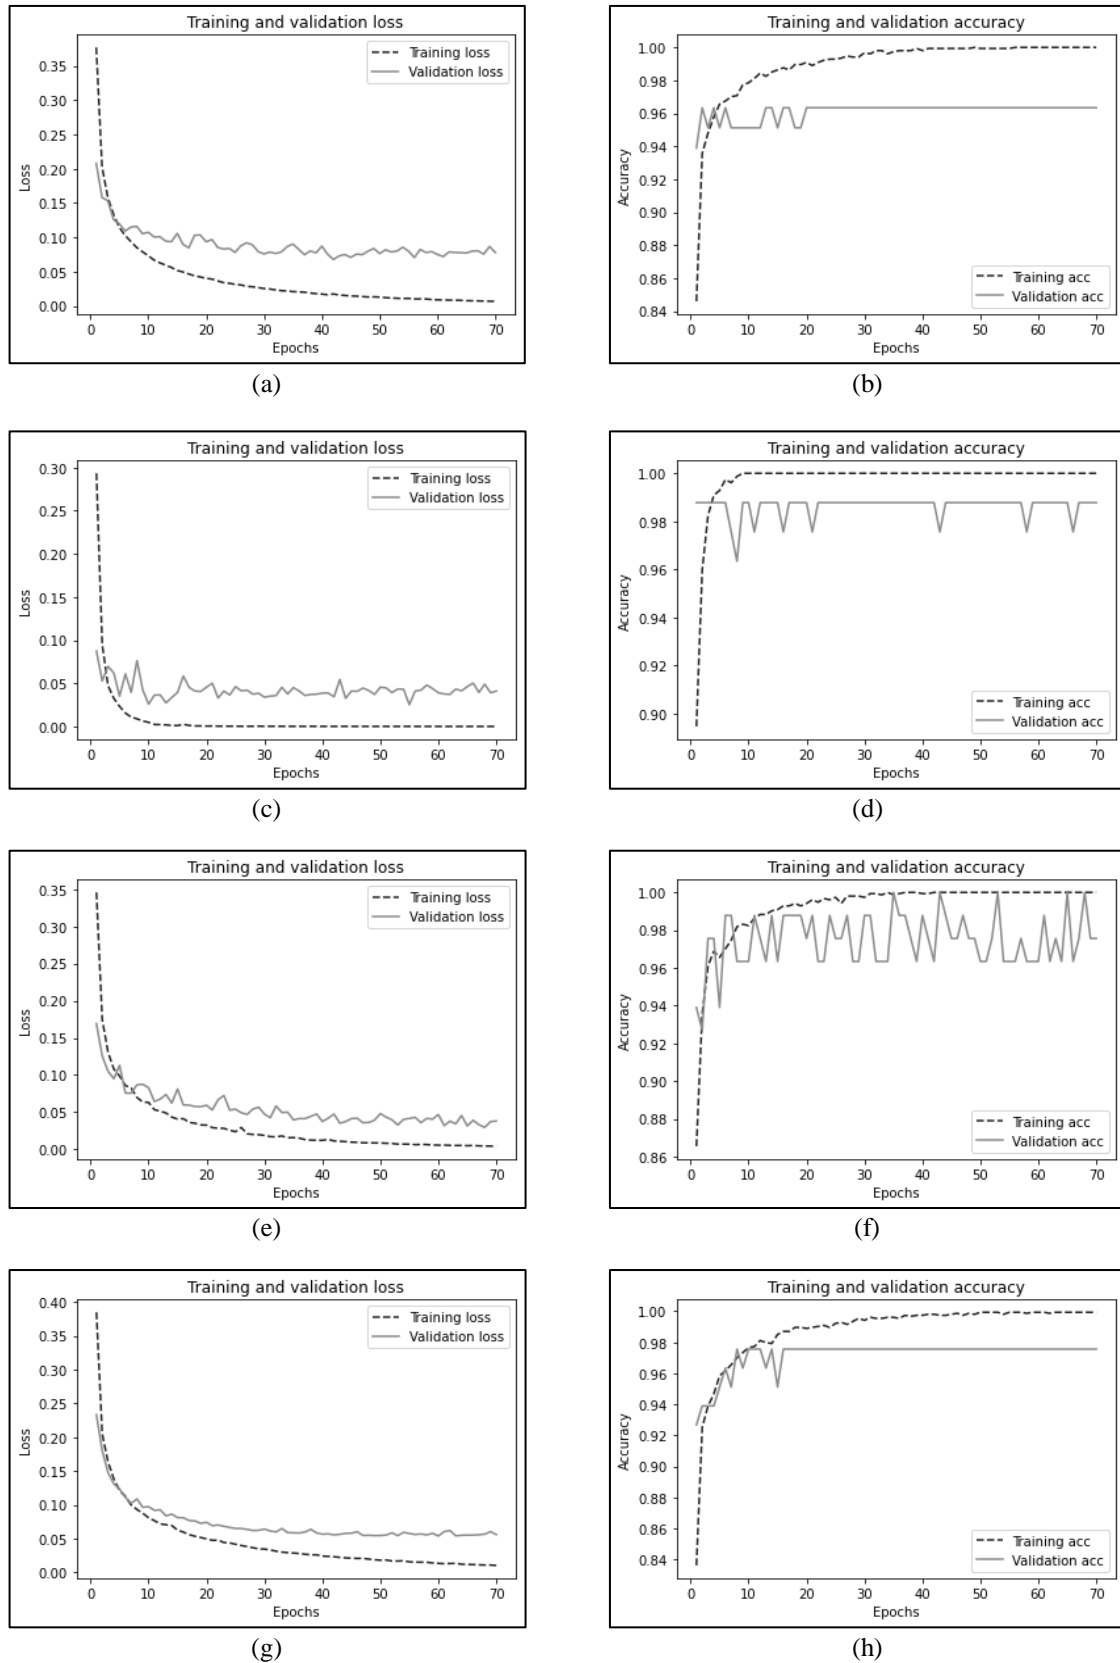 Training and validation loss
Training loss
Validation loss
Loss
0.35
0.30
0.25
0.20
0.15
0.10
0.05
0.00
0 10 20 30 40 50 60 70
Epochs
(a)
Training and validation accuracy
1.00
0.98
0.96
0.94
0.92
0.90
0.88
0.86
0.84
Accuracy
Training acc
Validation acc
0 10 20 30 40 50 60 70
Epochs
(b)
Training and validation loss
Training loss
Validation loss
Loss
0.30
0.25
0.20
0.15
0.10
0.05
0.00
0 10 20 30 40 50 60 70
Epochs
(c)
Training and validation accuracy
1.00
0.98
0.96
0.94
0.92
0.90
Accuracy
Training acc
Validation acc
0 10 20 30 40 50 60 70
Epochs
(d)
Training and validation loss
Training loss
Validation loss
Loss
0.35
0.30
0.25
0.20
0.15
0.10
0.05
0.00
0 10 20 30 40 50 60 70
Epochs
(e)
Training and validation accuracy
1.00
0.98
0.96
0.94
0.92
0.90
0.88
0.86
Accuracy
Training acc
Validation acc
0 10 20 30 40 50 60 70
Epochs
(f)
Training and validation loss
Training loss
Validation loss
Loss
0.40
0.35
0.30
0.25
0.20
0.15
0.10
0.05
0.00
0 10 20 30 40 50 60 70
Epochs
(g)
Training and validation accuracy
1.00
0.98
0.96
0.94
0.92
0.90
0.88
0.86
0.84
Accuracy
Training acc
Validation acc
0 10 20 30 40 50 60 70
Epochs
(h)